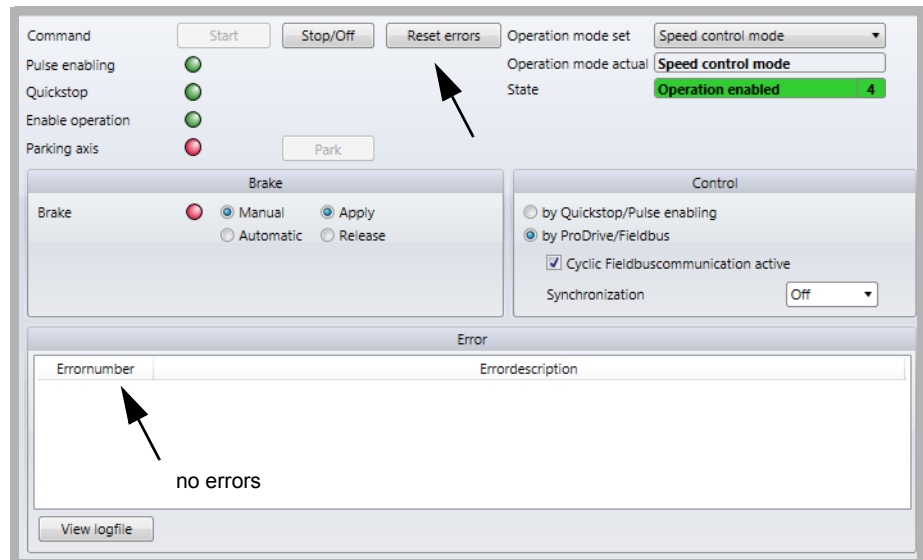 Command Start Stop/Off Reset errors Operation mode set Speed control mode
Pulse enabling Operation mode actual Speed control mode
Quickstop State Operation enabled 4
Enable operation
Parking axis Park
Brake
Brake Manual Apply
Automatic Release
Control
by Quickstop/Pulse enabling
by ProDrive/Fieldbus
Cyclic Fieldbuscommunication active
Synchronization Off
Error
Errornumber Errordescription
no errors
View logfile